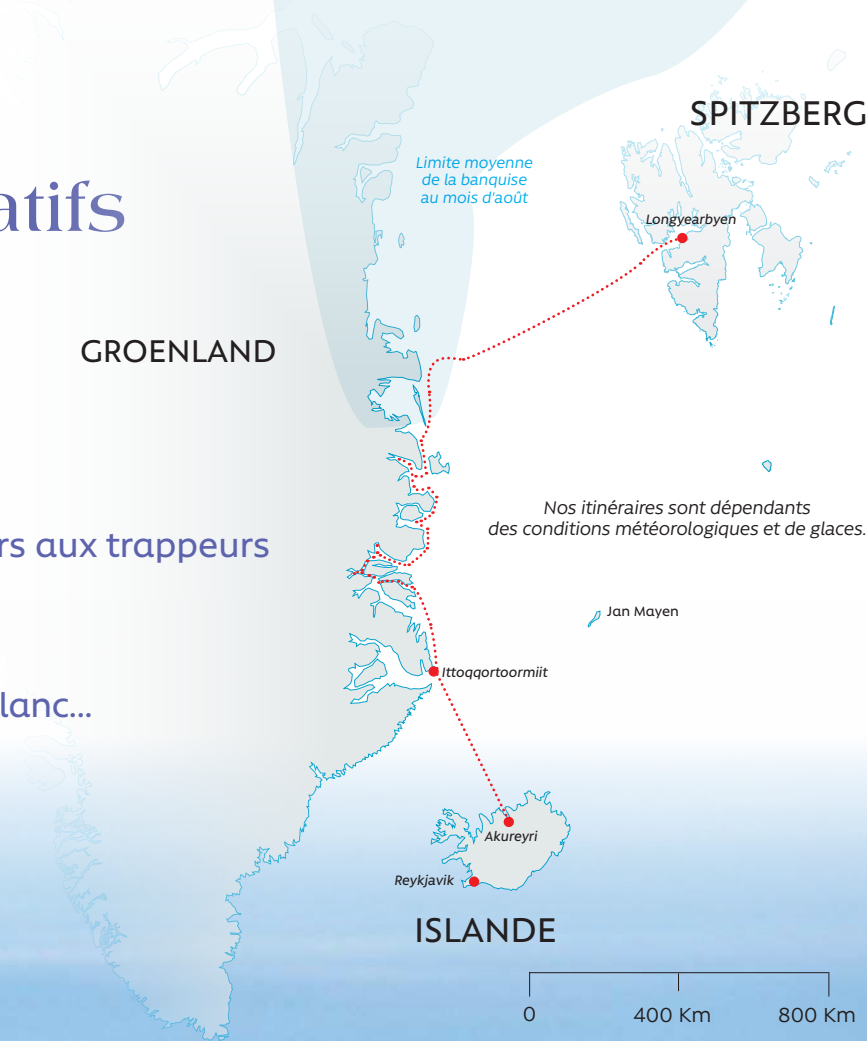 SPITZBERG
Limite moyenne
de la banquise
au mois d'août
atifs
Longyearbyen
GROENLAND
Nos itinéraires sont dépendants
des conditions météorologiques et de glaces.
rs aux trappeurs
Jan Mayen
Ittoqqortoormiit
lanc...
Akureyri
Reykjavik
ISLANDE
0 400 Km 800 Km